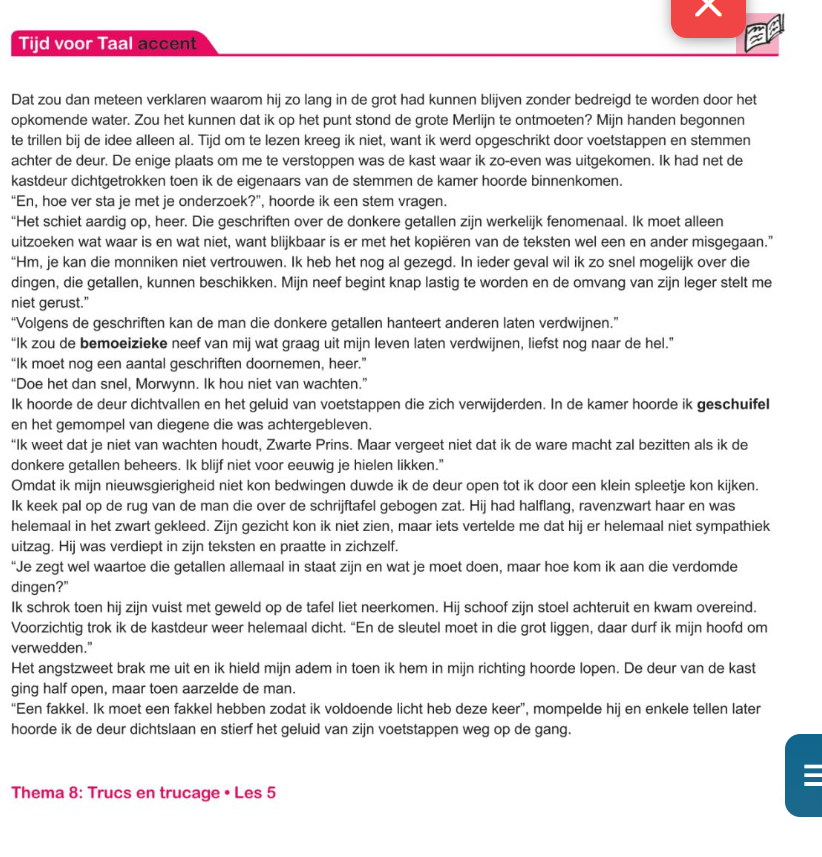 Tijd voor Taal accent
Dat zou dan meteen verklaren waarom hij zo lang in de grot had kunnen blijven zonder bedreigd te worden door het
opkomende water. Zou het kunnen dat ik op het punt stond de grote Merlijn te ontmoeten? Mijn handen begonnen
te trillen bij de idee alleen al. Tijd om te lezen kreeg ik niet, want ik werd opgeschrikt door voetstappen en stemmen
achter de deur. De enige plaats om me te verstoppen was de kast waar ik zo-even was uitgekomen. Ik had net de
kastdeur dichtgetrokken toen ik de eigenaars van de stemmen de kamer hoorde binnenkomen.
“En, hoe ver sta je met je onderzoek?”, hoorde ik een stem vragen.
“Het schiet aardig op, heer. Die geschriften over de donkere getallen zijn werkelijk fenomenaal. Ik moet alleen
uitzoeken wat waar is en wat niet, want blijkbaar is er met het kopiëren van de teksten wel een en ander misgegaan.”
“Hm, je kan die monniken niet vertrouwen. Ik heb het nog al gezegd. In ieder geval wil ik zo snel mogelijk over die
dingen, die getallen, kunnen beschikken. Mijn neef begint knap lastig te worden en de omvang van zijn leger stelt me
niet gerust.”
“Volgens de geschriften kan de man die donkere getallen hanteert anderen laten verdwijnen.”
“Ik zou de bemoeizieke neef van mij wat graag uit mijn leven laten verdwijnen, liefst nog naar de hel.”
“Ik moet nog een aantal geschriften doornemen, heer.”
“Doe het dan snel, Morwynn. Ik hou niet van wachten.”
Ik hoorde de deur dichtvallen en het geluid van voetstappen die zich verwijderden. In de kamer hoorde ik geschuifel
en het gemompel van diegene die was achtergebleven.
“Ik weet dat je niet van wachten houdt, Zwarte Prins. Maar vergeet niet dat ik de ware macht zal bezitten als ik de
donkere getallen beheers. Ik blijf niet voor eeuwig je hielen likken.”
Omdat ik mijn nieuwsgierigheid niet kon bedwingen duwde ik de deur open tot ik door een klein spleetje kon kijken.
Ik keek pal op de rug van de man die over de schrijftafel gebogen zat. Hij had halflang, ravenzwart haar en was
helemaal in het zwart gekleed. Zijn gezicht kon ik niet zien, maar iets vertelde me dat hij er helemaal niet sympathiek
uitzag. Hij was verdiept in zijn teksten en praatte in zichzelf.
“Je zegt wel waartoe die getallen allemaal in staat zijn en wat je moet doen, maar hoe kom ik aan die verdomde
dingen?”
Ik schrok toen hij zijn vuist met geweld op de tafel liet neerkomen. Hij schoof zijn stoel achteruit en kwam overeind.
Voorzichtig trok ik de kastdeur weer helemaal dicht. “En de sleutel moet in die grot liggen, daar durf ik mijn hoofd om
verwedden.”
Het angstzweet brak me uit en ik hield mijn adem in toen ik hem in mijn richting hoorde lopen. De deur van de kast
ging half open, maar toen aarzelde de man.
“Een fakkel. Ik moet een fakkel hebben zodat ik voldoende licht heb deze keer”, mompelde hij en enkele tellen later
hoorde ik de deur dichtslaan en stierf het geluid van zijn voetstappen weg op de gang.
Thema 8: Trucs en trucage • Les 5